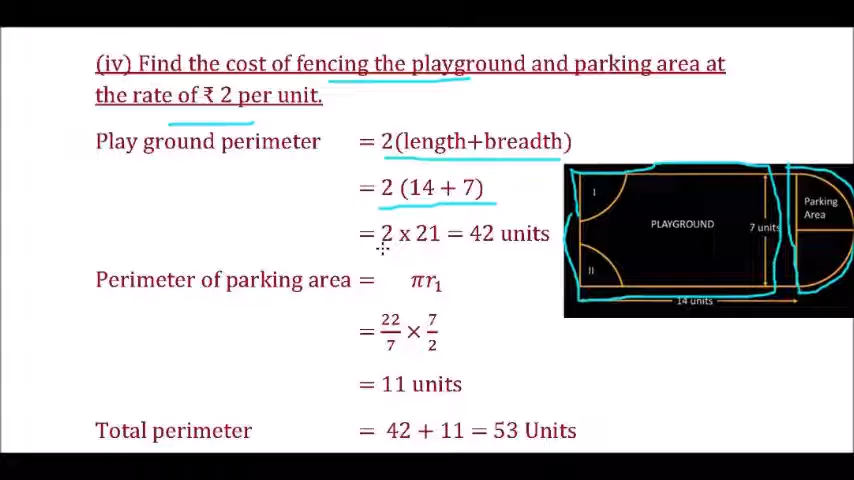 (iv) Find the cost of fencing the playground and parking area at
the rate of ₹ 2 per unit.
Play ground perimeter = 2(length+breadth)
= 2 (14 + 7)
= 2 x 21 = 42 units
Perimeter of parking area = πr₁
= 22/7 × 7/2
= 11 units
Total perimeter = 42 + 11 = 53 Units
I
PLAYGROUND
7 units
Parking
Area
II
14 units